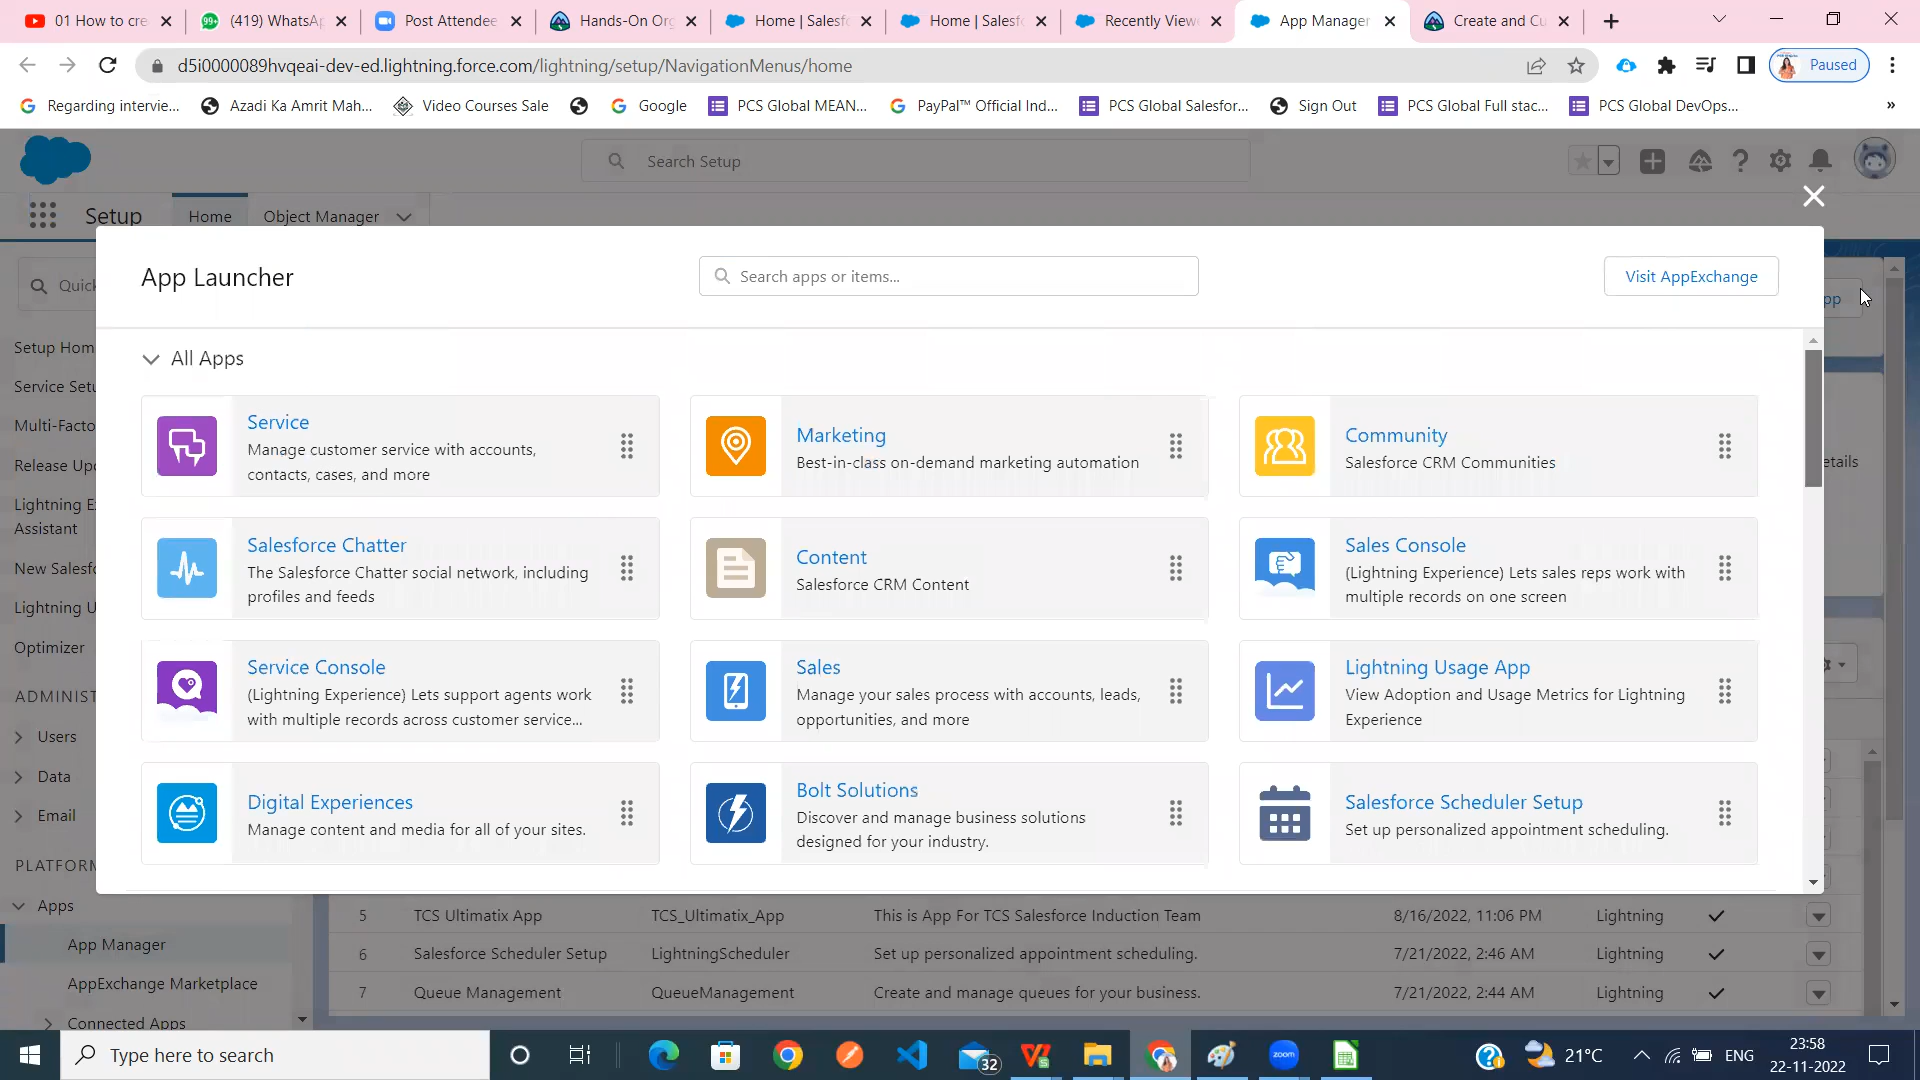 01 How to cre
(419) WhatsAp
Post Attendee
Hands-On Org
Home | Salesfo
Home | Salesfo
Recently View
App Manager
Create and Cu
d5i0000089hvqeai-dev-ed.lightning.force.com/lightning/setup/NavigationMenus/home
Paused
Regarding intervie...
Azadi Ka Amrit Mah...
Video Courses Sale
Google
PCS Global MEAN...
PayPal™ Official Ind...
PCS Global Salesfor...
Sign Out
PCS Global Full stac...
PCS Global DevOps...
»
Search Setup
Setup
Home
Object Manager
App Launcher
Search apps or items...
Visit AppExchange
Quick
pp
All Apps
Setup Hom
Service Setu
Multi-Facto
Release Upd
Lightning E
Assistant
New Salesfo
Lightning U
Optimizer
ADMINIST
Users
Data
Email
PLATFORM
Apps
App Manager
AppExchange Marketplace
Connected Apps
Service
Manage customer service with accounts,
contacts, cases, and more
Marketing
Best-in-class on-demand marketing automation
Community
Salesforce CRM Communities
etails
Salesforce Chatter
The Salesforce Chatter social network, including
profiles and feeds
Content
Salesforce CRM Content
Sales Console
(Lightning Experience) Lets sales reps work with
multiple records on one screen
Service Console
(Lightning Experience) Lets support agents work
with multiple records across customer service...
Sales
Manage your sales process with accounts, leads,
opportunities, and more
Lightning Usage App
View Adoption and Usage Metrics for Lightning
Experience
Digital Experiences
Manage content and media for all of your sites.
Bolt Solutions
Discover and manage business solutions
designed for your industry.
Salesforce Scheduler Setup
Set up personalized appointment scheduling.
5 TCS Ultimatix App TCS_Ultimatix_App This is App For TCS Salesforce Induction Team 8/16/2022, 11:06 PM Lightning
6 Salesforce Scheduler Setup LightningScheduler Set up personalized appointment scheduling. 7/21/2022, 2:46 AM Lightning
7 Queue Management QueueManagement Create and manage queues for your business. 7/21/2022, 2:44 AM Lightning
Type here to search
32
zoom
21°C
ENG
23:58
22-11-2022